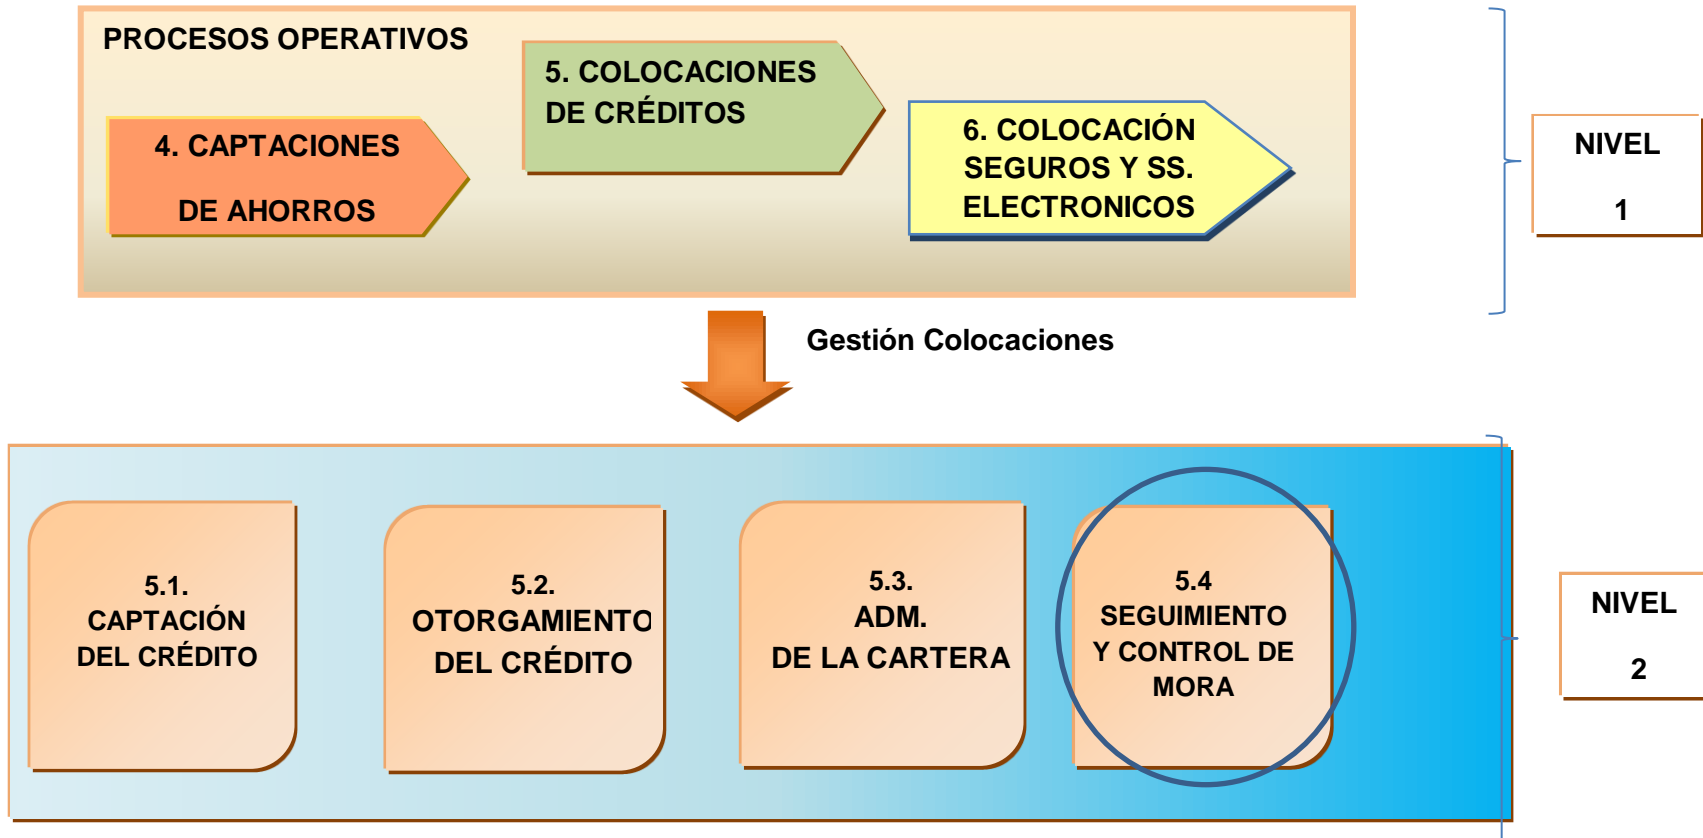 PROCESOS OPERATIVOS
4. CAPTACIONES
DE AHORROS
5. COLOCACIONES
DE CRÉDITOS
6. COLOCACIÓN
SEGUROS Y SS.
ELECTRONICOS
NIVEL
1
Gestión Colocaciones
5.1.
CAPTACIÓN
DEL CRÉDITO
5.2.
OTORGAMIENTO
DEL CRÉDITO
5.3.
ADM.
DE LA CARTERA
5.4
SEGUIMIENTO
Y CONTROL DE
MORA
NIVEL
2